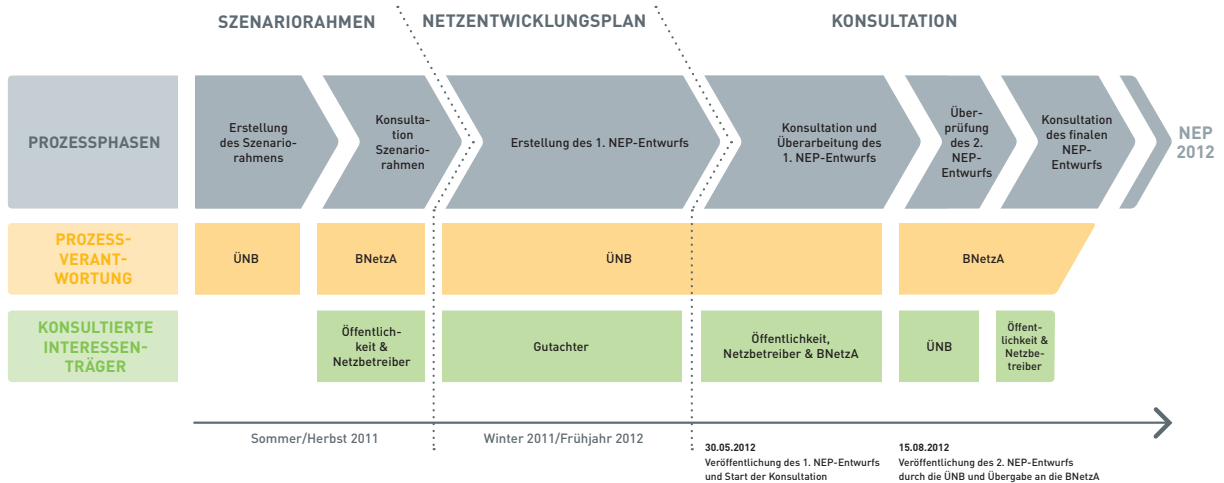 SZENARIORAHMEN
NETZENTWICKLUNGSPLAN
KONSULTATION
PROZESSPHASEN
Erstellung
des Szenario-
rahmens
Konsulta-
tion
Szenario-
rahmen
Erstellung des 1. NEP-Entwurfs
Konsultation und
Überarbeitung des
1. NEP-Entwurfs
Über-
prüfung
des 2.
NEP-
Entwurfs
Konsultation
des finalen
NEP-
Entwurfs
NEP
2012
PROZESS-
VERANT-
WORTUNG
ÜNB
BNetzA
ÜNB
BNetzA
KONSULTIERTE
INTERESSEN-
TRÄGER
Öffentlich-
keit &
Netzbetreiber
Gutachter
Öffentlichkeit,
Netzbetreiber & BNetzA
ÜNB
Öffent-
lichkeit &
Netzbe-
treiber
Sommer/Herbst 2011
Winter 2011/Frühjahr 2012
30.05.2012
Veröffentlichung des 1. NEP-Entwurfs
und Start der Konsultation
15.08.2012
Veröffentlichung des 2. NEP-Entwurfs
durch die ÜNB und Übergabe an die BNetzA